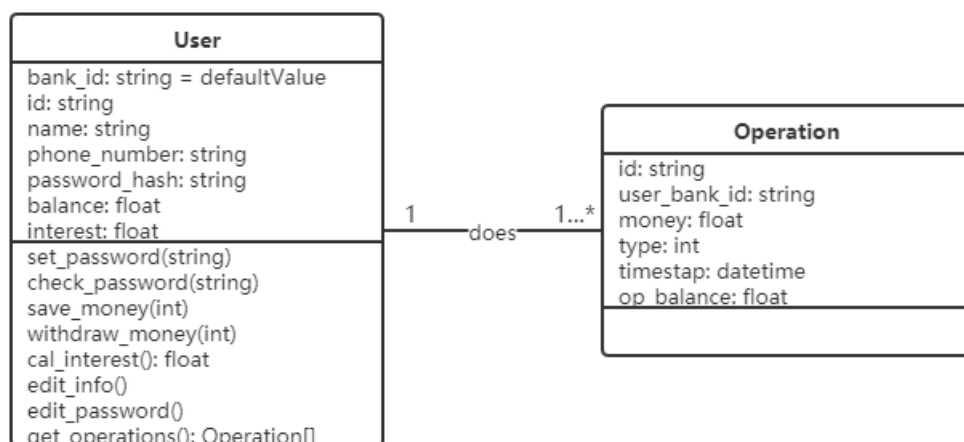 User
bank_id: string = defaultValue
id: string
name: string
phone_number: string
password_hash: string
balance: float
interest: float
set_password(string)
check_password(string)
save_money(int)
withdraw_money(int)
cal_interest(): float
edit_info()
edit_password()
get_operations(): Operation[]
1
does
1...*
Operation
id: string
user_bank_id: string
money: float
type: int
timestap: datetime
op_balance: float